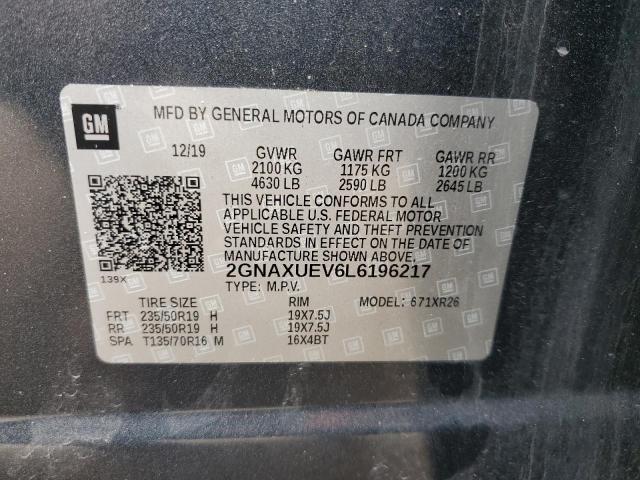 GM
MFD BY GENERAL MOTORS OF CANADA COMPANY
12/19 GVWR GAWR FRT GAWR RR
2100 KG 1175 KG 1200 KG
4630 LB 2590 LB 2645 LB
THIS VEHICLE CONFORMS TO ALL
APPLICABLE U.S. FEDERAL MOTOR
VEHICLE SAFETY AND THEFT PREVENTION
STANDARDS IN EFFECT ON THE DATE OF
MANUFACTURE SHOWN ABOVE.
139X 2GNAXUEV6L6196217
TYPE: M.P.V.
TIRE SIZE RIM MODEL: 671XR26
FRT 235/50R19 H 19X7.5J
RR 235/50R19 H 19X7.5J
SPA T135/70R16 M 16X4BT